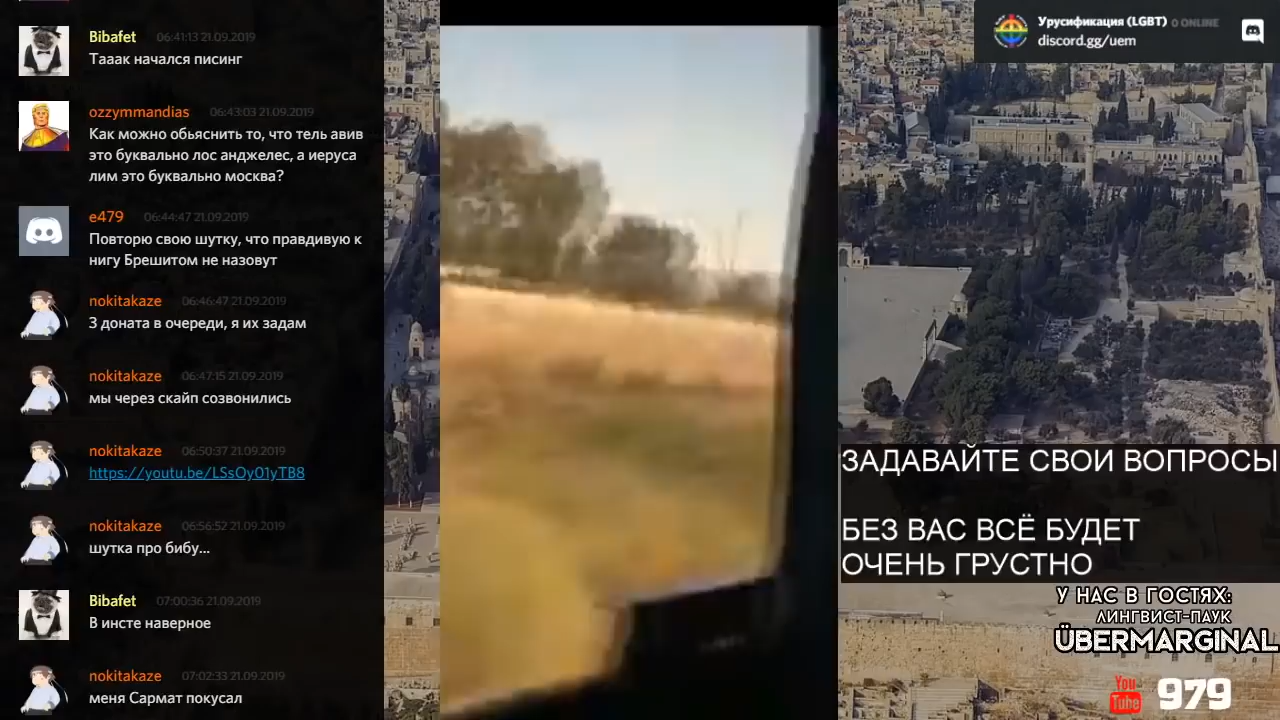 Bibafet 06:41:13 21.09.2019
Тааак начался писинг
ozzymmandias 06:43:03 21.09.2019
Как можно обьяснить то, что тель авив
это буквально лос анджелес, а иеруса
лим это буквально москва?
e479 06:44:47 21.09.2019
Повторю свою шутку, что правдивую к
нигу Брешитом не назовут
nokitakaze 06:46:47 21.09.2019
3 доната в очереди, я их задам
nokitakaze 06:47:15 21.09.2019
мы через скайп созвонились
nokitakaze 06:50:37 21.09.2019
https://youtu.be/LSsOy01yTB8
nokitakaze 06:56:52 21.09.2019
шутка про бибу...
Bibafet 07:00:36 21.09.2019
В инсте наверное
nokitakaze 07:02:33 21.09.2019
меня Сармат покусал
Урусификация (LGBT) 0 ONLINE
discord.gg/uem
ЗАДАВАЙТЕ СВОИ ВОПРОСЫ
БЕЗ ВАС ВСЁ БУДЕТ
ОЧЕНЬ ГРУСТНО
У НАС В ГОСТЯХ:
ЛИНГВИСТ-ПАУК
ÜBERMARGINAL
You
Tube
979